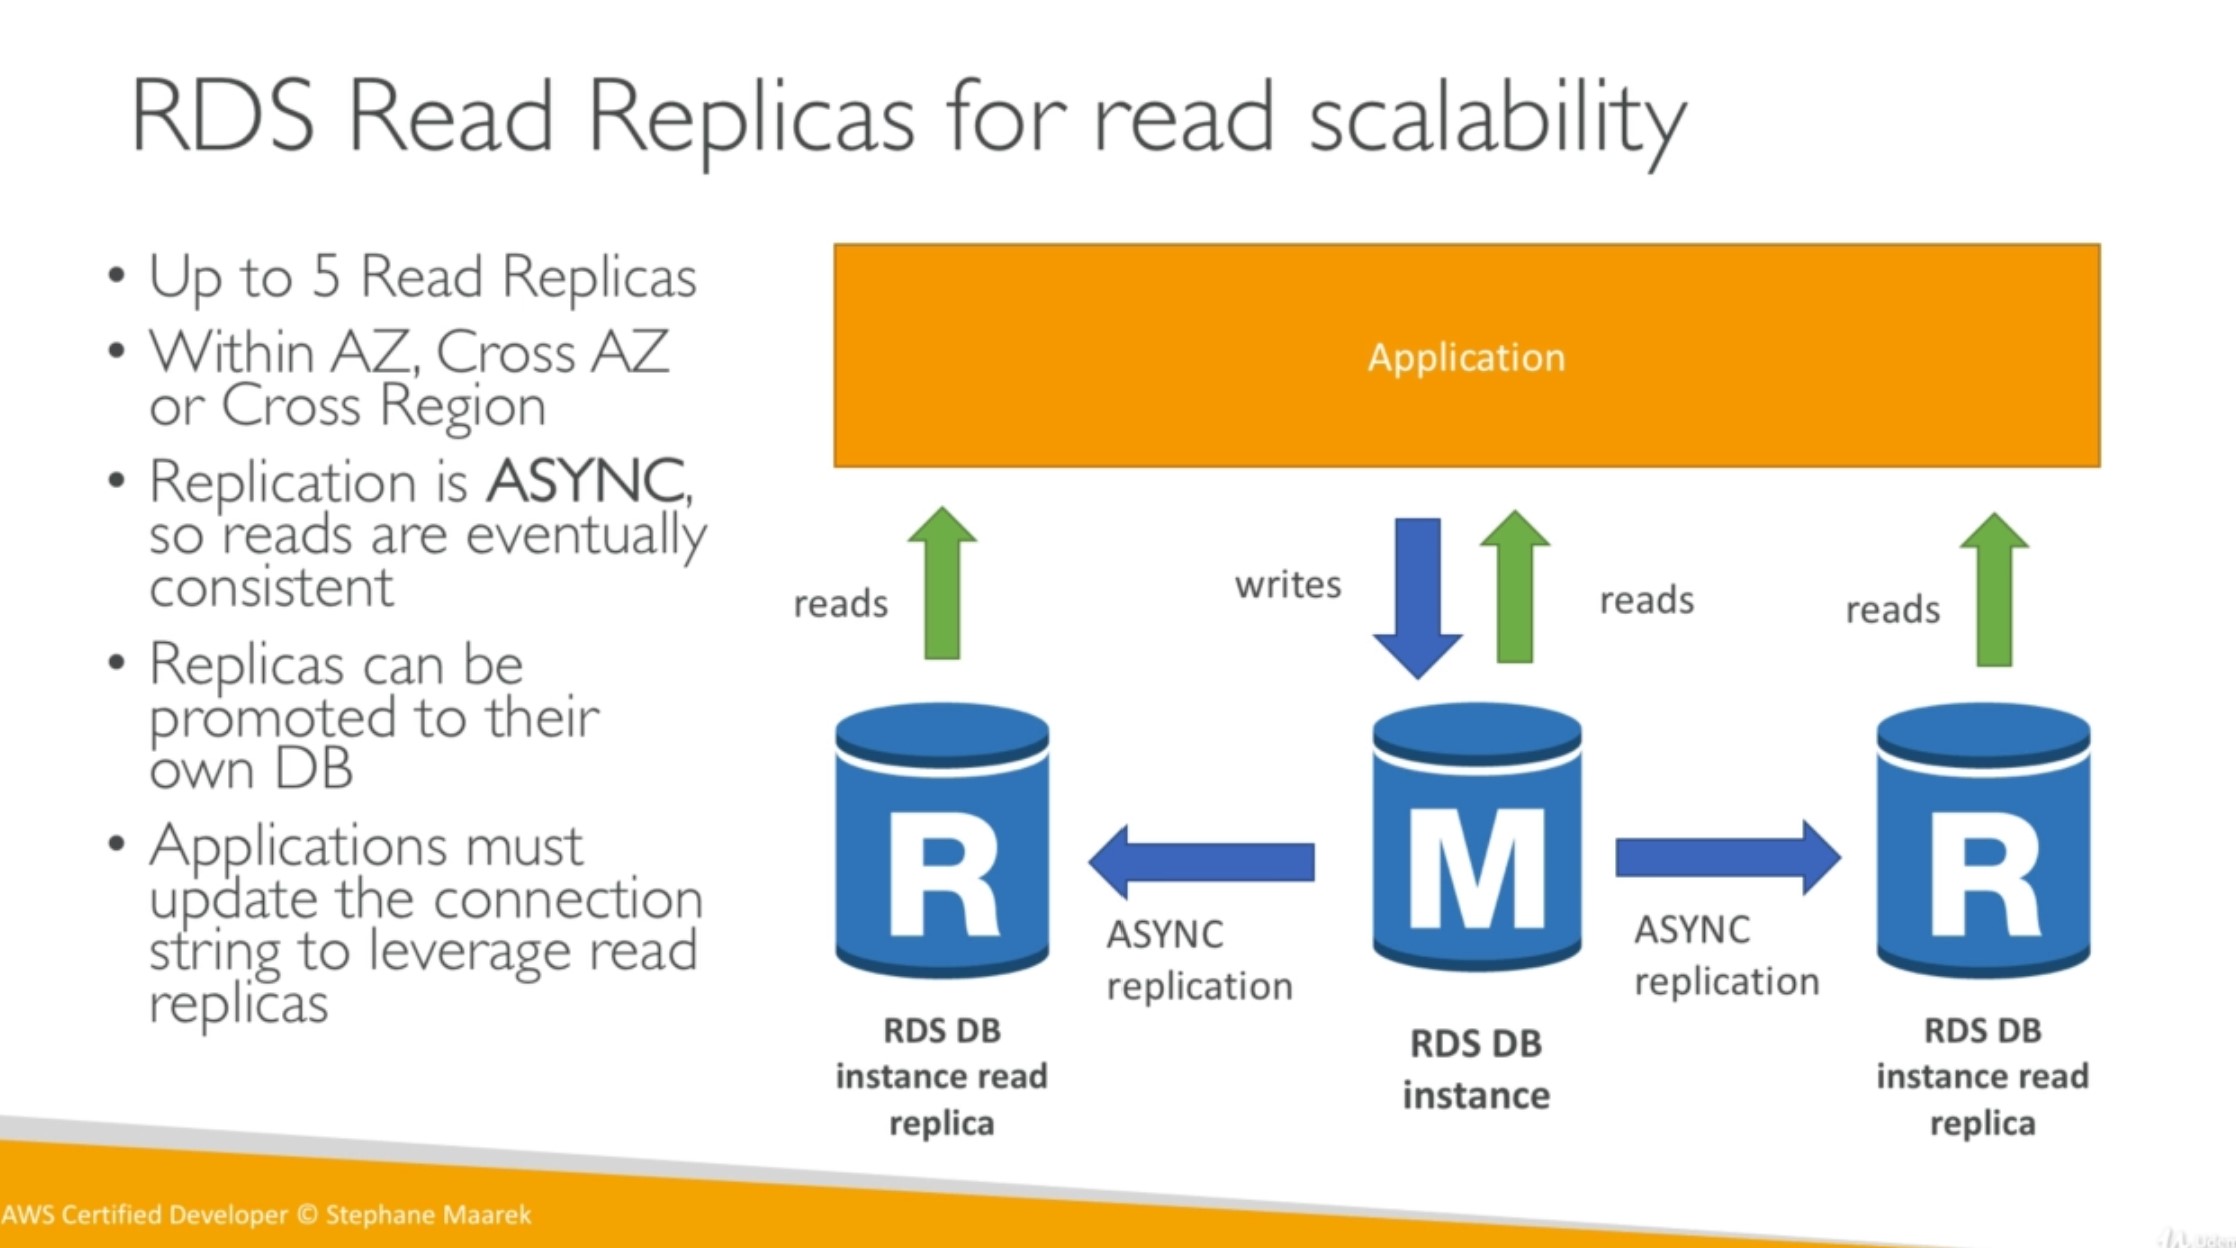 RDS Read Replicas for read scalability
• Up to 5 Read Replicas
• Within AZ, Cross AZ
or Cross Region
• Replication is ASYNC,
so reads are eventually
consistent
• Replicas can be
promoted to their
own DB
• Applications must
update the connection
string to leverage read
replicas
Application
reads
writes
reads
reads
R
M
R
ASYNC
replication
ASYNC
replication
RDS DB
instance read
replica
RDS DB
instance
RDS DB
instance read
replica
AWS Certified Developer © Stephane Maarek